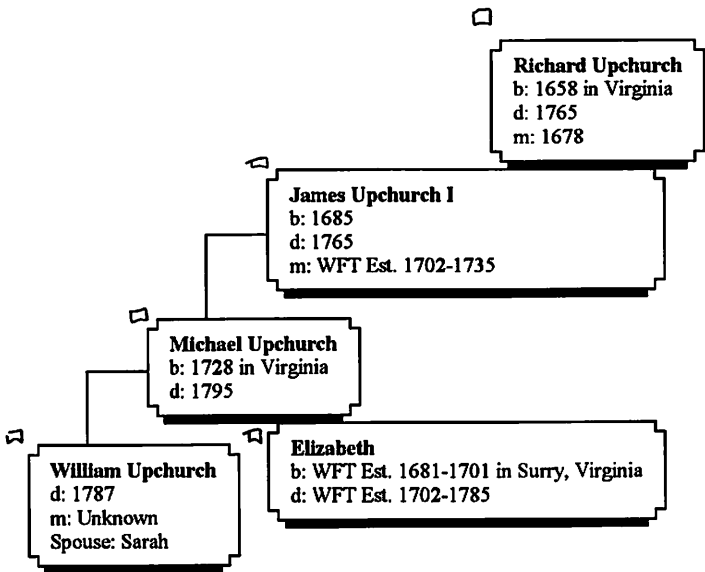 Richard Upchurch
b: 1658 in Virginia
d: 1765
m: 1678
James Upchurch I
b: 1685
d: 1765
m: WFT Est. 1702-1735
Michael Upchurch
b: 1728 in Virginia
d: 1795
Elizabeth
b: WFT Est. 1681-1701 in Surry, Virginia
d: WFT Est. 1702-1785
William Upchurch
d: 1787
m: Unknown
Spouse: Sarah